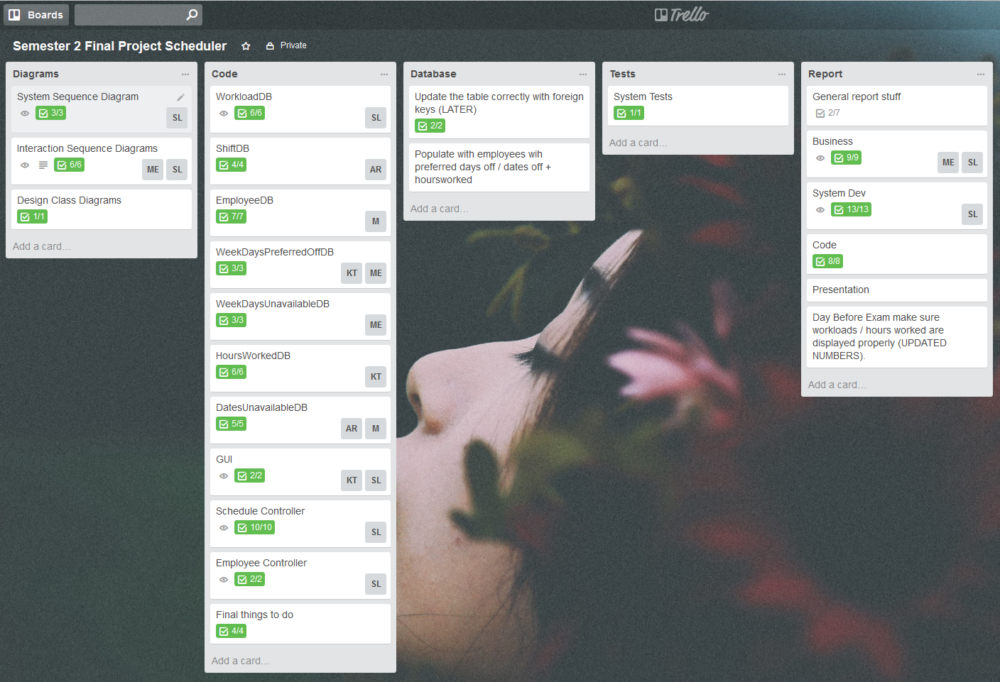 Boards
Trello
Semester 2 Final Project Scheduler
Private
Diagrams
System Sequence Diagram
3/3
SL
Interaction Sequence Diagrams
6/6
ME SL
Design Class Diagrams
1/1
Add a card...
Code
WorkloadDB
6/6
SL
ShiftDB
4/4
AR
EmployeeDB
7/7
M
WeekDaysPreferredOffDB
3/3
KT ME
WeekDaysUnavailableDB
3/3
ME
HoursWorkedDB
6/6
KT
DatesUnavailableDB
5/5
AR M
GUI
2/2
KT SL
Schedule Controller
10/10
SL
Employee Controller
2/2
SL
Final things to do
4/4
Add a card...
Database
Update the table correctly with foreign
keys (LATER)
2/2
Populate with employees wih
preferred days off / dates off +
hoursworked
Add a card...
Tests
System Tests
1/1
Add a card...
Report
General report stuff
2/7
Business
9/9
ME SL
System Dev
13/13
SL
Code
8/8
Presentation
Day Before Exam make sure
workloads / hours worked are
displayed properly (UPDATED
NUMBERS).
Add a card...